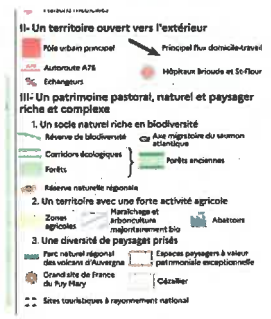 Maisons médicales
II- Un territoire ouvert vers l'extérieur
Pôle urbain principal
Principal flux domicile-travail
Autoroute A75
Hôpitaux Brioude et St-flour
Echangeurs
III- Un patrimoine pastoral, naturel et paysager
riche et complexe
1. Un socle naturel riche en biodiversité
Réserve de biodiversité
Axe migratoire du saumon
atlantique
Corridors écologiques
Forêts anciennes
Forêts
Réserve naturelle régionale
2. Un territoire avec une forte activité agricole
Zones
agricoles
Maraîchage et
arboriculture
majoritairement bio
Abattoirs
3. Une diversité de paysages prisés
Parc naturel régional
des volcans d'Auvergne
Espaces paysagers à valeur
patrimoniale exceptionnelle
Grand site de France
du Puy Mary
Cézallier
Sites touristiques à rayonnement national